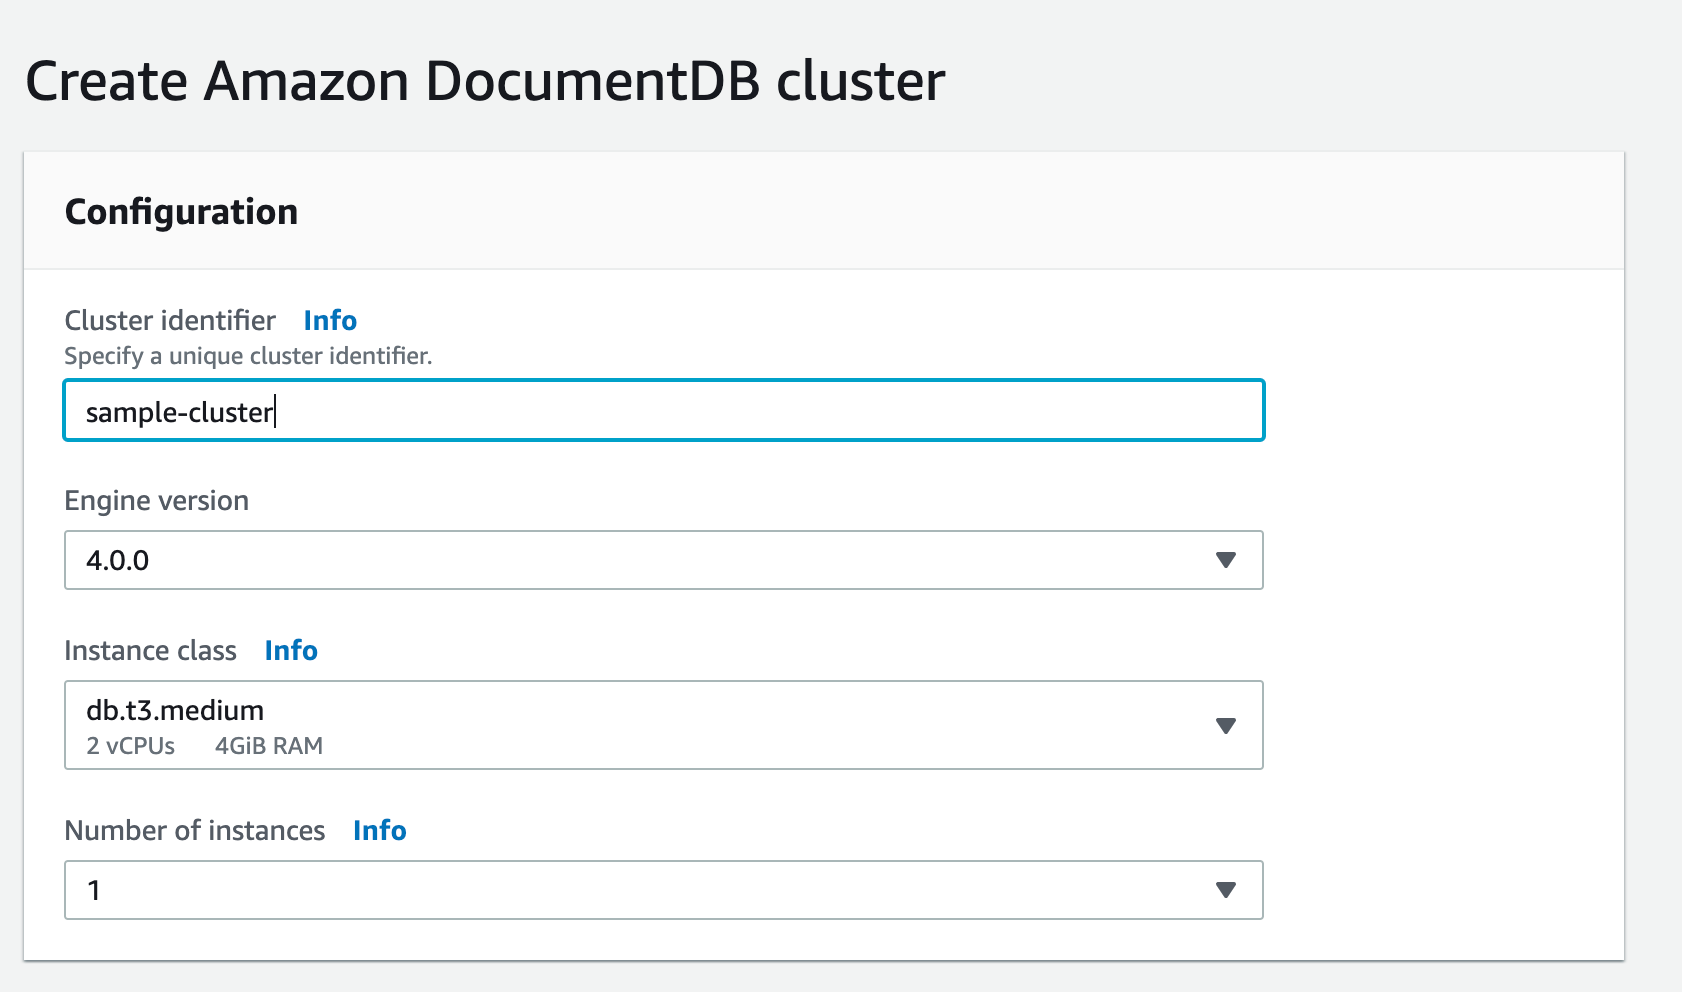 Create Amazon DocumentDB cluster
Configuration
Cluster identifier Info
Specify a unique cluster identifier.
sample-cluster
Engine version
4.0.0
Instance class Info
db.t3.medium
2 vCPUs 4GiB RAM
Number of instances Info
1